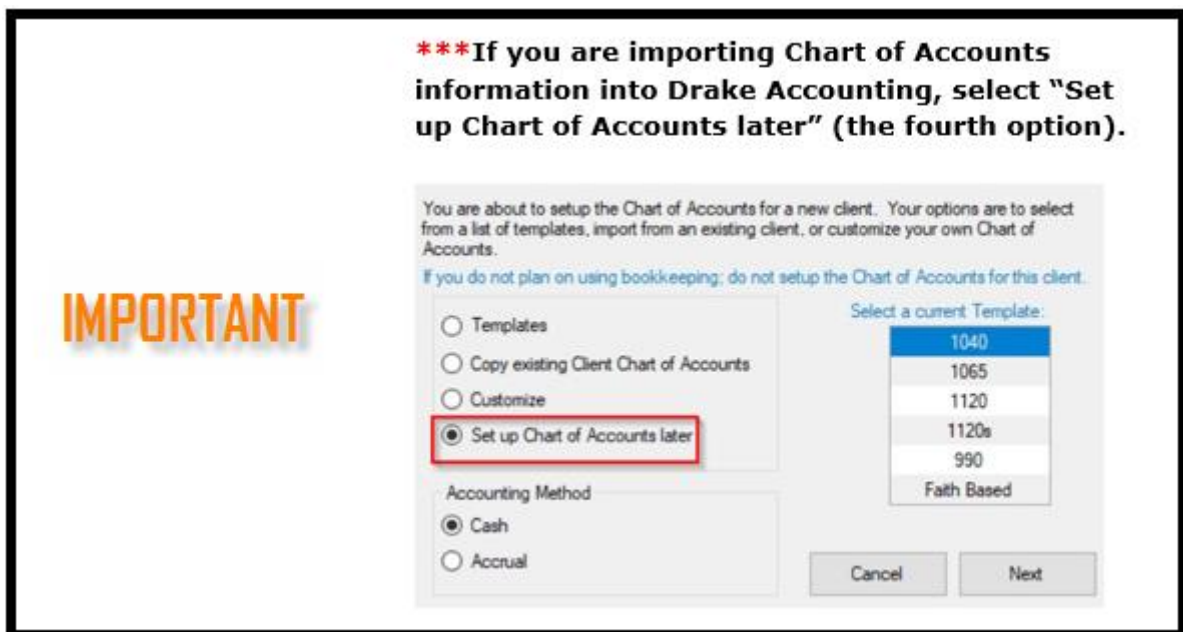 ***If you are importing Chart of Accounts
information into Drake Accounting, select “Set
up Chart of Accounts later” (the fourth option).
IMPORTANT
You are about to setup the Chart of Accounts for a new client. Your options are to select
from a list of templates, import from an existing client, or customize your own Chart of
Accounts.
If you do not plan on using bookkeeping; do not setup the Chart of Accounts for this client.
Templates
Copy existing Client Chart of Accounts
Customize
Set up Chart of Accounts later
Select a current Template:
1040
1065
1120
1120s
990
Faith Based
Accounting Method
Cash
Accrual
Cancel
Next